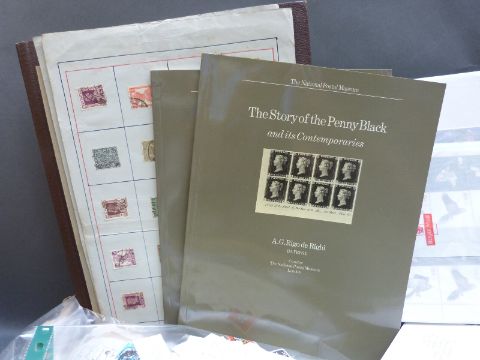 The National Postal Museum
The Story of the Penny Black
and its Contemporaries
A.G. Rigo de Righi
Curator
The National Postal Museum
London